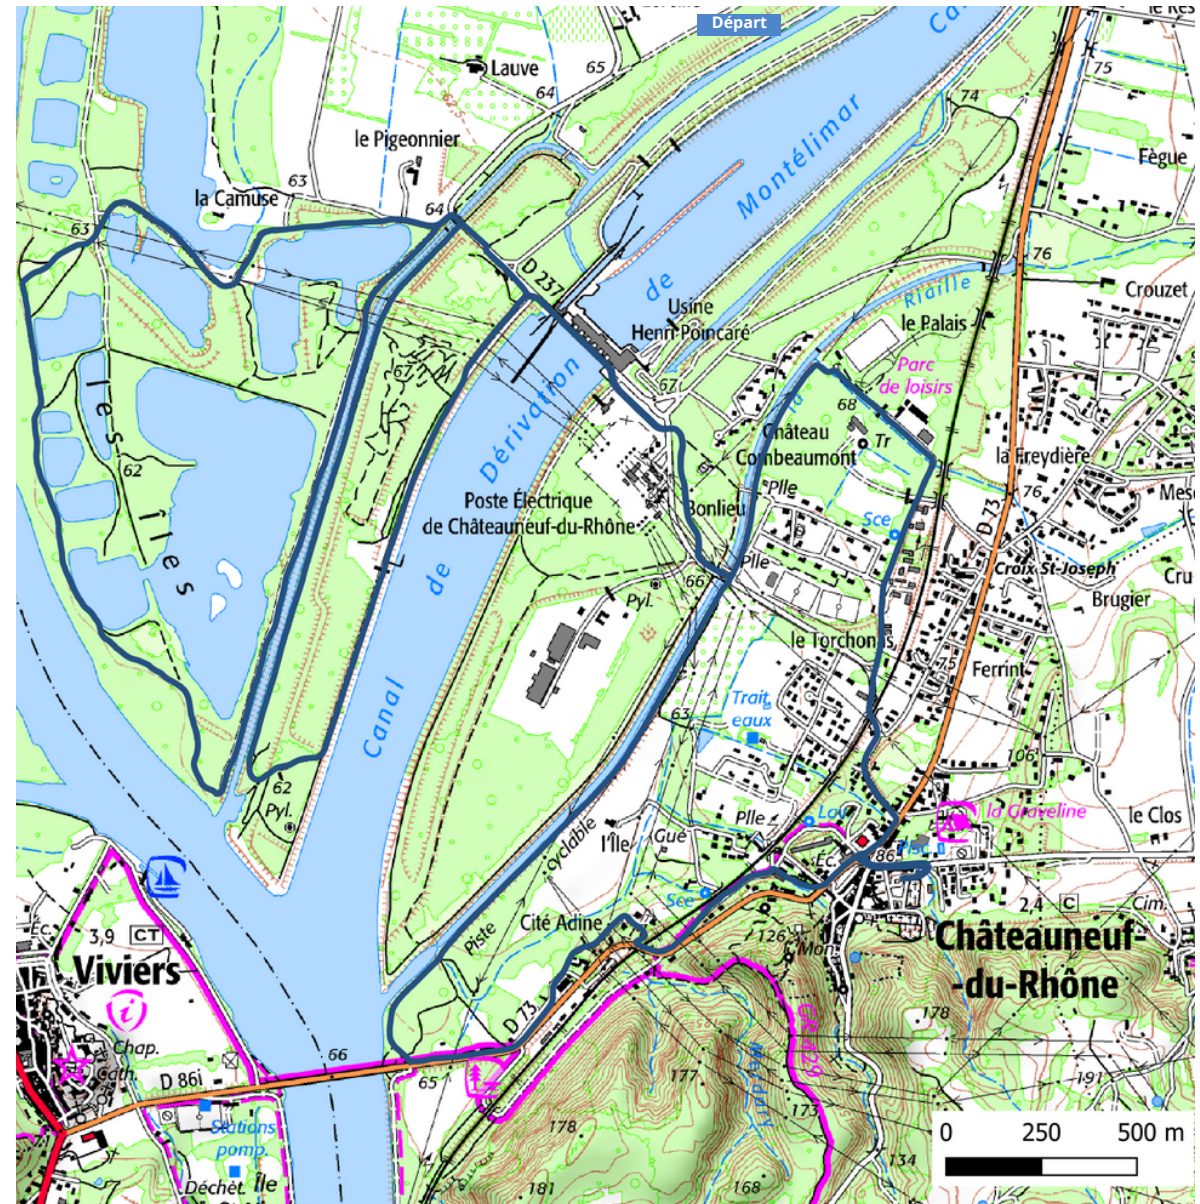 Départ
Lauve
65
64
75
74
le Pigeonnier
Fègue
63
la Camuse
64
63
D 237
Canal
de
Dérivation
de
Montélimar
76
Riaille
Crouzet
Usine
Henri Poincaré
le Palais
Parc
de loisirs
67
67
68
Château
Combeaumont
Tr
la Freydière
76
62
les
Îles
Poste Électrique
de Châteauneuf-du-Rhône
Bonlieu
Plle
Sce
D 73
Plle
66
Croix St-Joseph
Brugier
Pyl.
le Torchonas
75
Ferrint
Trait.
eaux
63
106
62
Pyl.
cyclable
Piste
l'Île
Gué
Plle
Lav.
la Graveline
le Clos
Éc.
86
Pisc.
Sce
Cité Adine
126
Mon.
2,4 C
Cim.
Châteauneuf-
-du-Rhône
Éc.
3,9 CT
Viviers
Chap.
Cath.
D 73
GR 429
178
66
65
D 86i
177
Meydary
191
173
Stations
pomp.
178
134
Déchèt.
Île
181
168
0 250 500 m